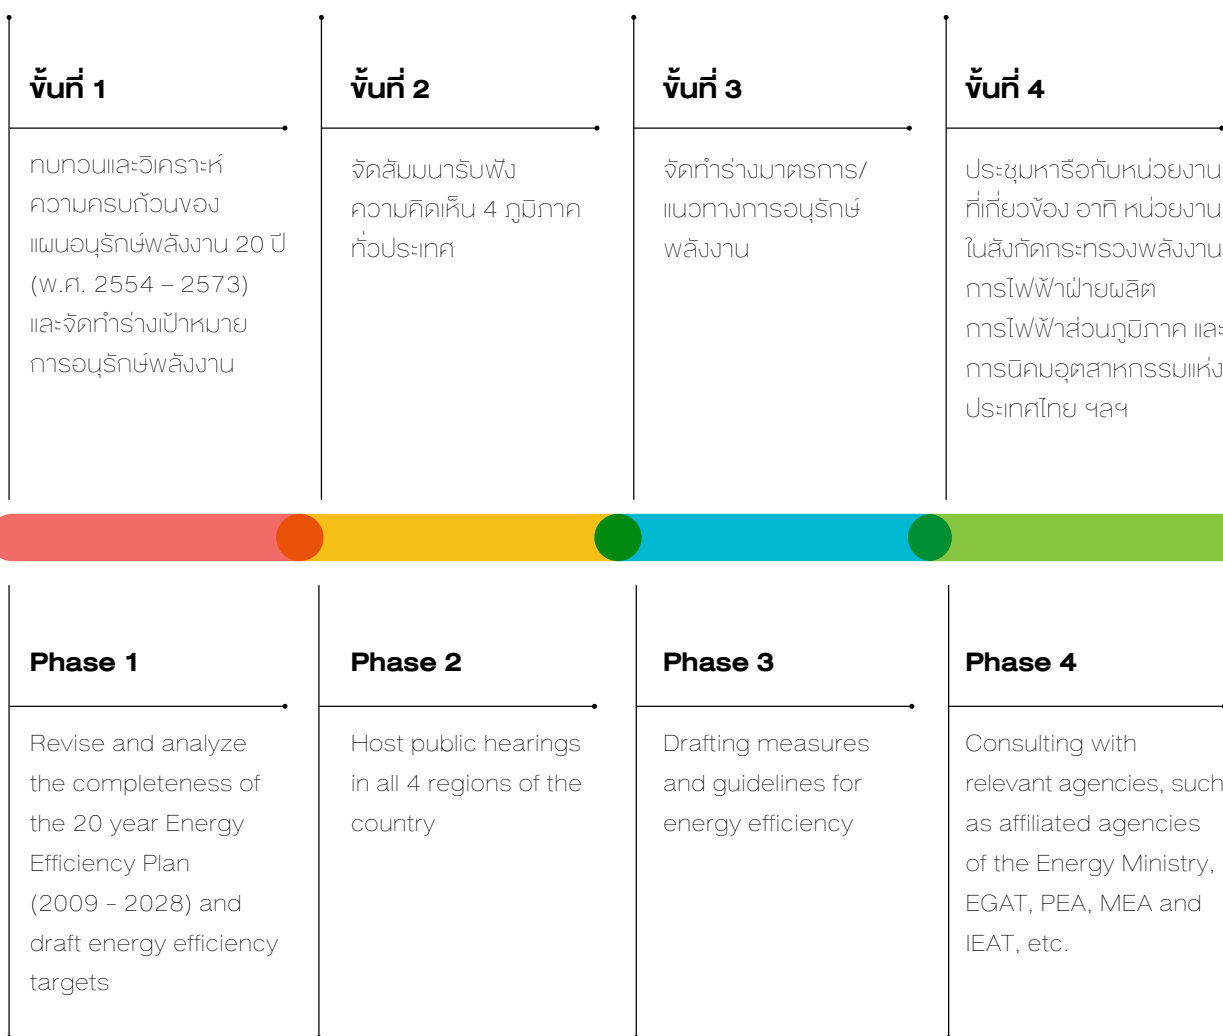 ขั้นที่ 1
ทบทวนและวิเคราะห์
ความครบถ้วนของ
แผนอนุรักษ์พลังงาน 20 ปี
(พ.ศ. 2554 – 2573)
และจัดทำร่างเป้าหมาย
การอนุรักษ์พลังงาน
ขั้นที่ 2
จัดสัมมนารับฟัง
ความคิดเห็น 4 ภูมิภาค
ทั่วประเทศ
ขั้นที่ 3
จัดทำร่างมาตรการ/
แนวทางการอนุรักษ์
พลังงาน
ขั้นที่ 4
ประชุมหารือกับหน่วยงาน
ที่เกี่ยวข้อง อาทิ หน่วยงาน
ในสังกัดกระทรวงพลังงาน
การไฟฟ้าฝ่ายผลิต
การไฟฟ้าส่วนภูมิภาค และ
การนิคมอุตสาหกรรมแห่ง
ประเทศไทย ฯลฯ
Phase 1
Revise and analyze
the completeness of
the 20 year Energy
Efficiency Plan
(2009 - 2028) and
draft energy efficiency
targets
Phase 2
Host public hearings
in all 4 regions of the
country
Phase 3
Drafting measures
and guidelines for
energy efficiency
Phase 4
Consulting with
relevant agencies, such
as affiliated agencies
of the Energy Ministry,
EGAT, PEA, MEA and
IEAT, etc.